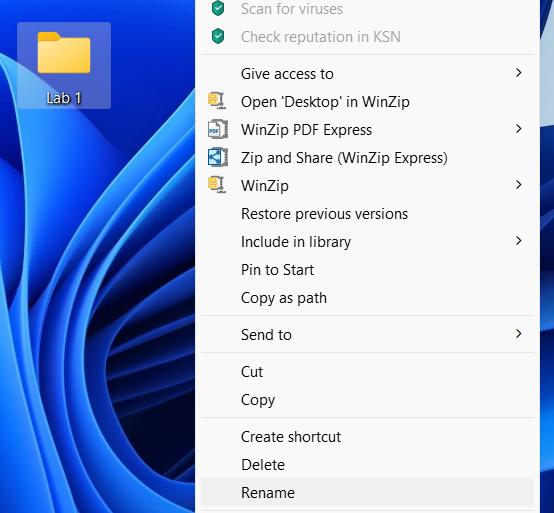 Scan for viruses
Check reputation in KSN
Lab 1
Give access to
Open 'Desktop' in WinZip
WinZip PDF Express
Zip and Share (WinZip Express)
WinZip
Restore previous versions
Include in library
Pin to Start
Copy as path
Send to
Cut
Copy
Create shortcut
Delete
Rename